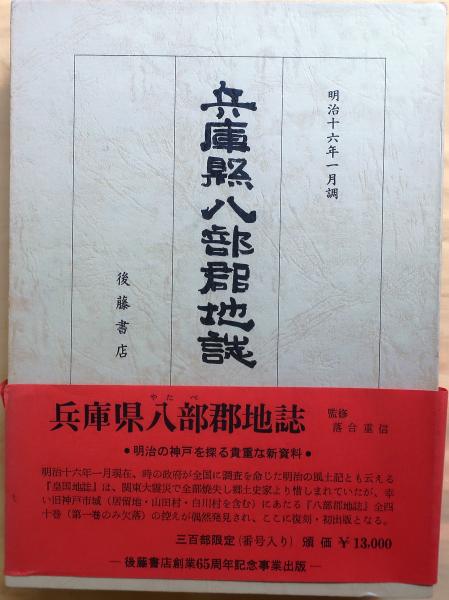 明治十六年一月調
兵庫縣八部郡地誌
後藤書店
やたべ
兵庫県八部郡地誌
監修
落合重信
●明治の神戸を探る貴重な新資料●
明治十六年一月現在、時の政府が全国に調査を命じた明治の風土記とも云える
『皇国地誌』は、関東大震災で全部焼失し郷土史家より惜しまれていたが、幸
い旧神戸市域（居留地・山田村・白川村を含む）にあたる『八部郡地誌』全四
十巻（第一巻のみ欠落）の控えが偶然発見され、ここに復刻・初出版となる。
三百部限定（番号入り） 頒価 ￥13,000
―後藤書店創業65周年記念事業出版―